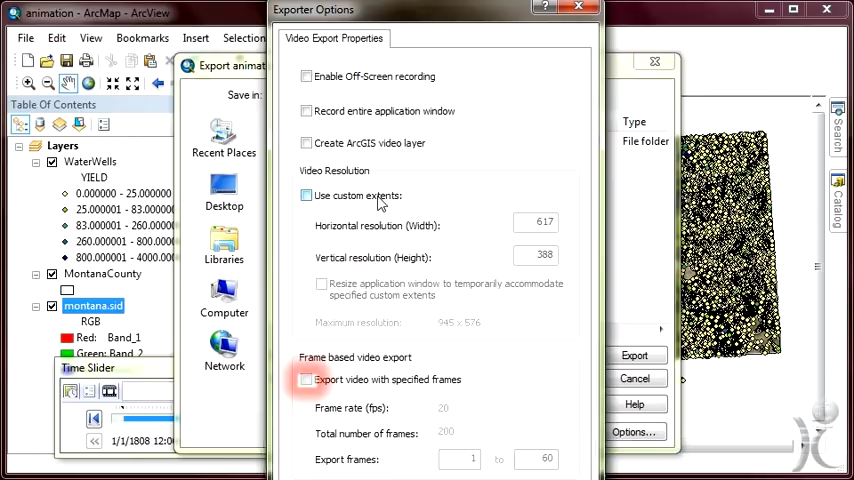 animation - ArcMap - ArcView
Exporter Options
File Edit View Bookmarks Insert Selection
Video Export Properties
Export animat
Save in:
Table Of Contents
Layers
WaterWells
YIELD
0.000000 - 25.000000
25.000001 - 83.0
83.000001 - 260.
260.000001 - 800.
800.000001 - 4000.
MontanaCounty
montana.sid
RGB
Red: Band_1
Green: Band_2
Time Slider
1/1/1808 12:00
Recent Places
Desktop
Libraries
Computer
Network
Enable Off-Screen recording
Record entire application window
Create ArcGIS video layer
Video Resolution
Use custom extents:
Horizontal resolution (Width): 617
Vertical resolution (Height): 388
Resize application window to temporarily accommodate
specified custom extents
Maximum resolution: 945 x 576
Frame based video export
Export video with specified frames
Frame rate (fps): 20
Total number of frames: 200
Export frames: 1 to 60
Type
File folder
Export
Cancel
Help
Options...
Search
Catalog